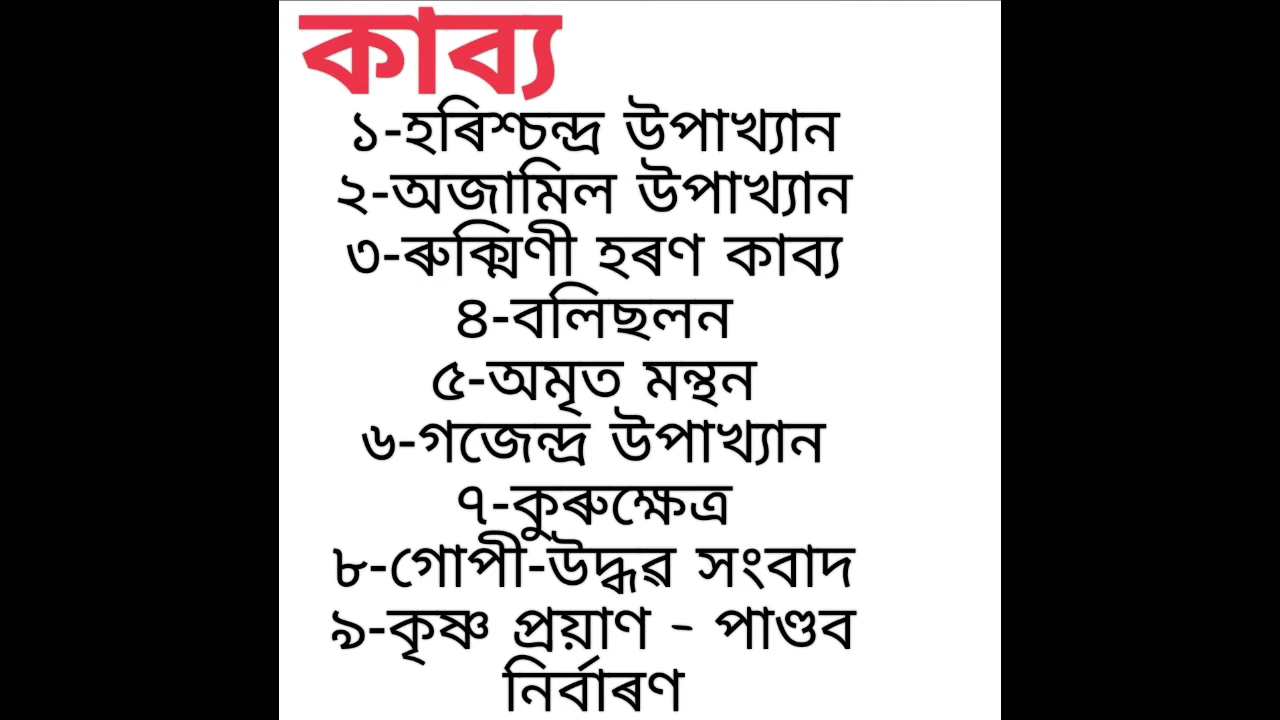 কাব্য
১-হৰিশ্চন্দ্ৰ উপাখ্যান
২-অজামিল উপাখ্যান
৩-ৰুক্মিণী হৰণ কাব্য
৪-বলিছলন
৫-অমৃত মন্থন
৬-গজেন্দ্ৰ উপাখ্যান
৭-কুৰুক্ষেত্ৰ
৮-গোপী-উদ্ধৱ সংবাদ
৯-কৃষ্ণ প্ৰয়াণ - পাণ্ডব
নিৰ্বাৰণ